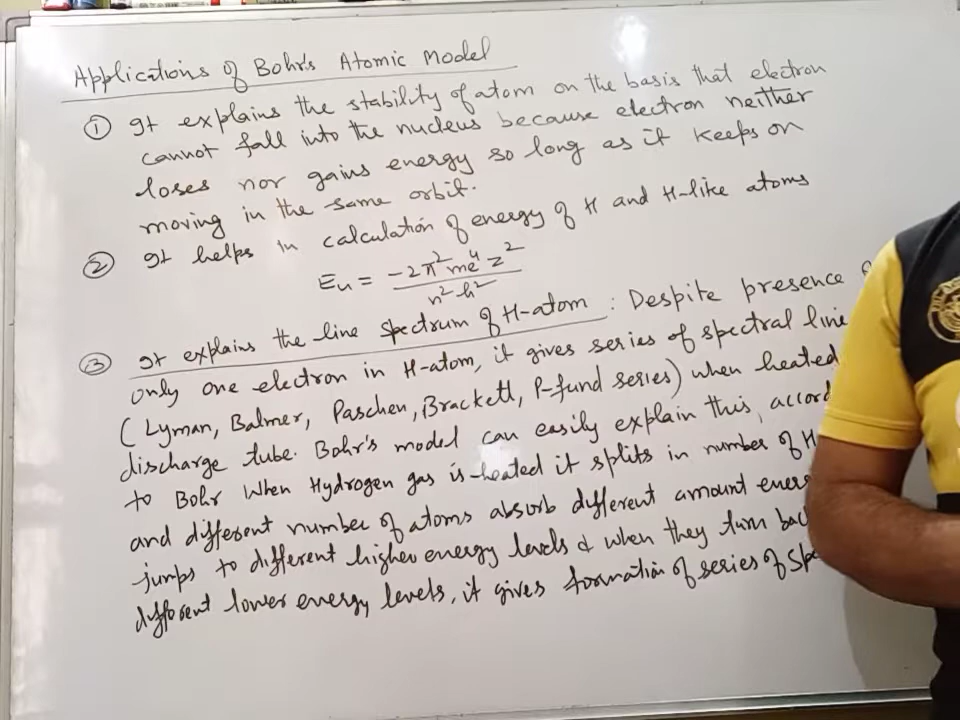 Applications of Bohr's Atomic Model
① It explains the stability of atom on the basis that electron
cannot fall into the nucleus because electron neither
loses nor gains energy so long as it keeps on
moving in the same orbit.
② It helps in calculation of energy of H and H-like atoms
En = -2π²me⁴z² / n²h²
③ It explains the line spectrum of H-atom : Despite presence
only one electron in H-atom, it gives series of spectral line
(Lyman, Balmer, Paschen, Brackett, P-fund series) when heated
discharge tube. Bohr's model can easily explain this, accord
to Bohr when Hydrogen gas is heated it splits in number of H
and different number of atoms absorb different amount ener
jumps to different higher energy levels & when they turn bac
different lower energy levels, it gives formation of series of sp